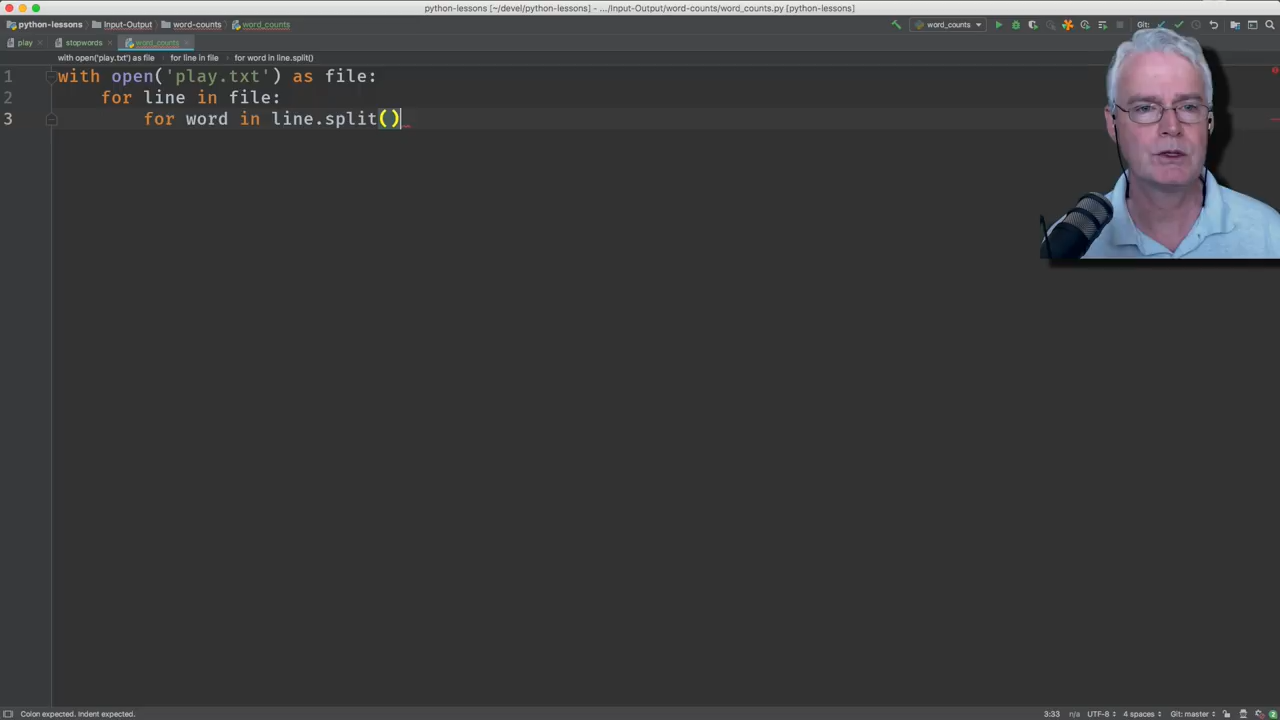 python-lessons [~/devel/python-lessons] - .../Input-Output/word-counts/word_counts.py [python-lessons]
python-lessons Input-Output word-counts word_counts word_counts Git:
play stopwords word_counts
with open('play.txt') as file for line in file for word in line.split()
1 with open('play.txt') as file:
2 for line in file:
3 for word in line.split()
Colon expected. Indent expected. 3:33 n/a UTF-8 4 spaces Git: master 2